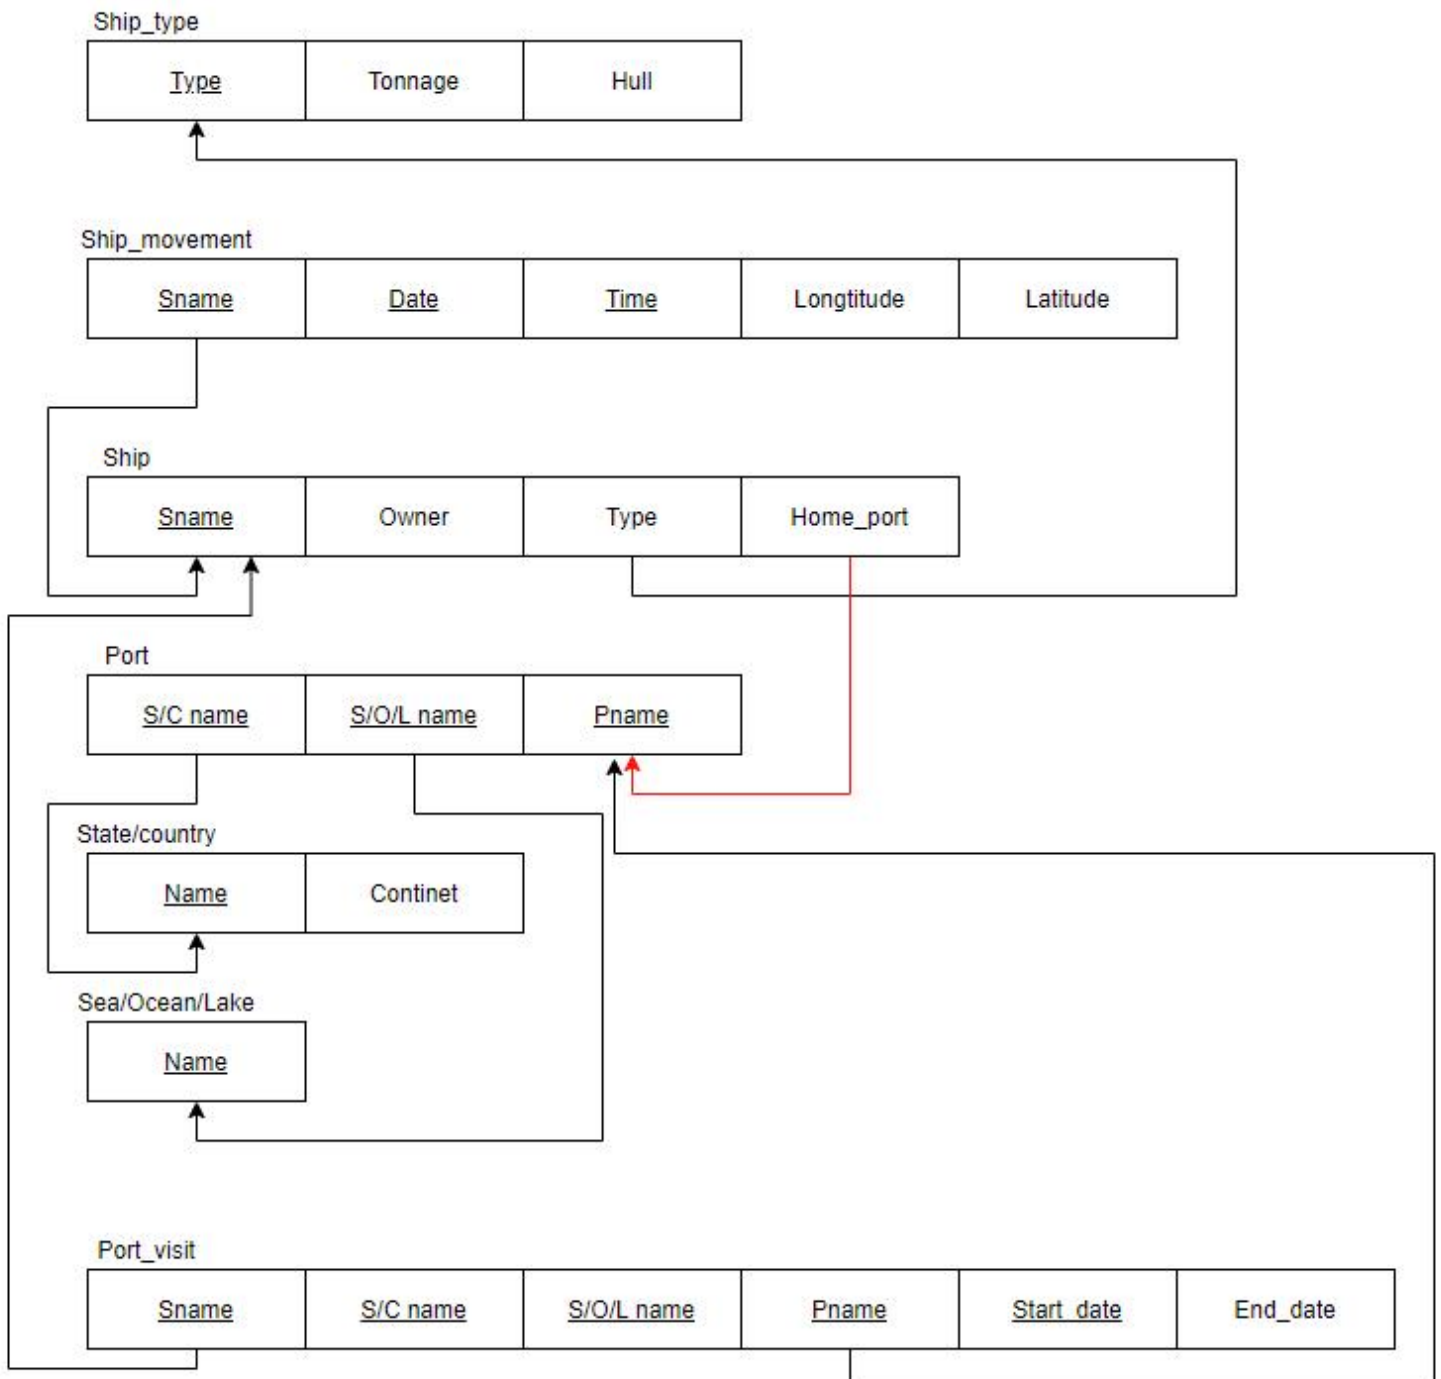 Ship_type
Type Tonnage Hull
Ship_movement
Sname Date Time Longtitude Latitude
Ship
Sname Owner Type Home_port
Port
S/C name S/O/L name Pname
State/country
Name Continet
Sea/Ocean/Lake
Name
Port_visit
Sname S/C name S/O/L name Pname Start_date End_date